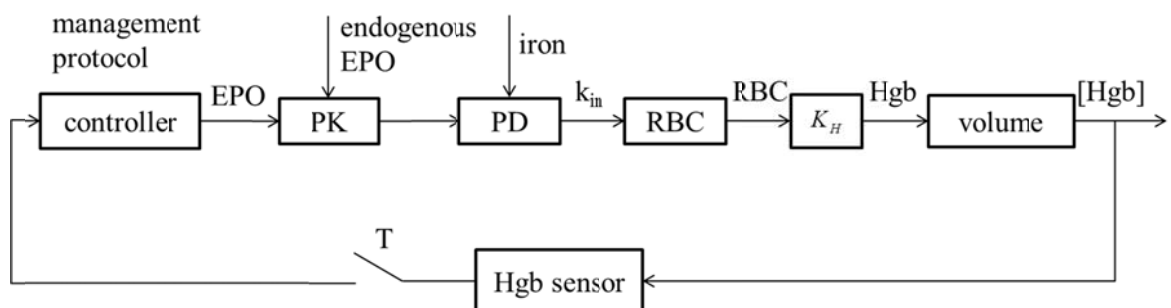 management
protocol
endogenous
EPO
iron
EPO
k_in
RBC
Hgb
[Hgb]
controller
PK
PD
RBC
K_H
volume
T
Hgb sensor